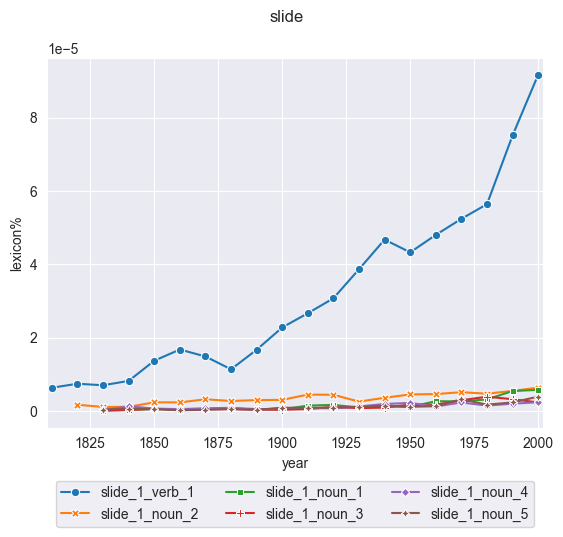 slide
1e−5
8
6
4
2
0
lexicon%
1825 1850 1875 1900 1925 1950 1975 2000
year
slide_1_verb_1 slide_1_noun_1 slide_1_noun_4
slide_1_noun_2 slide_1_noun_3 slide_1_noun_5